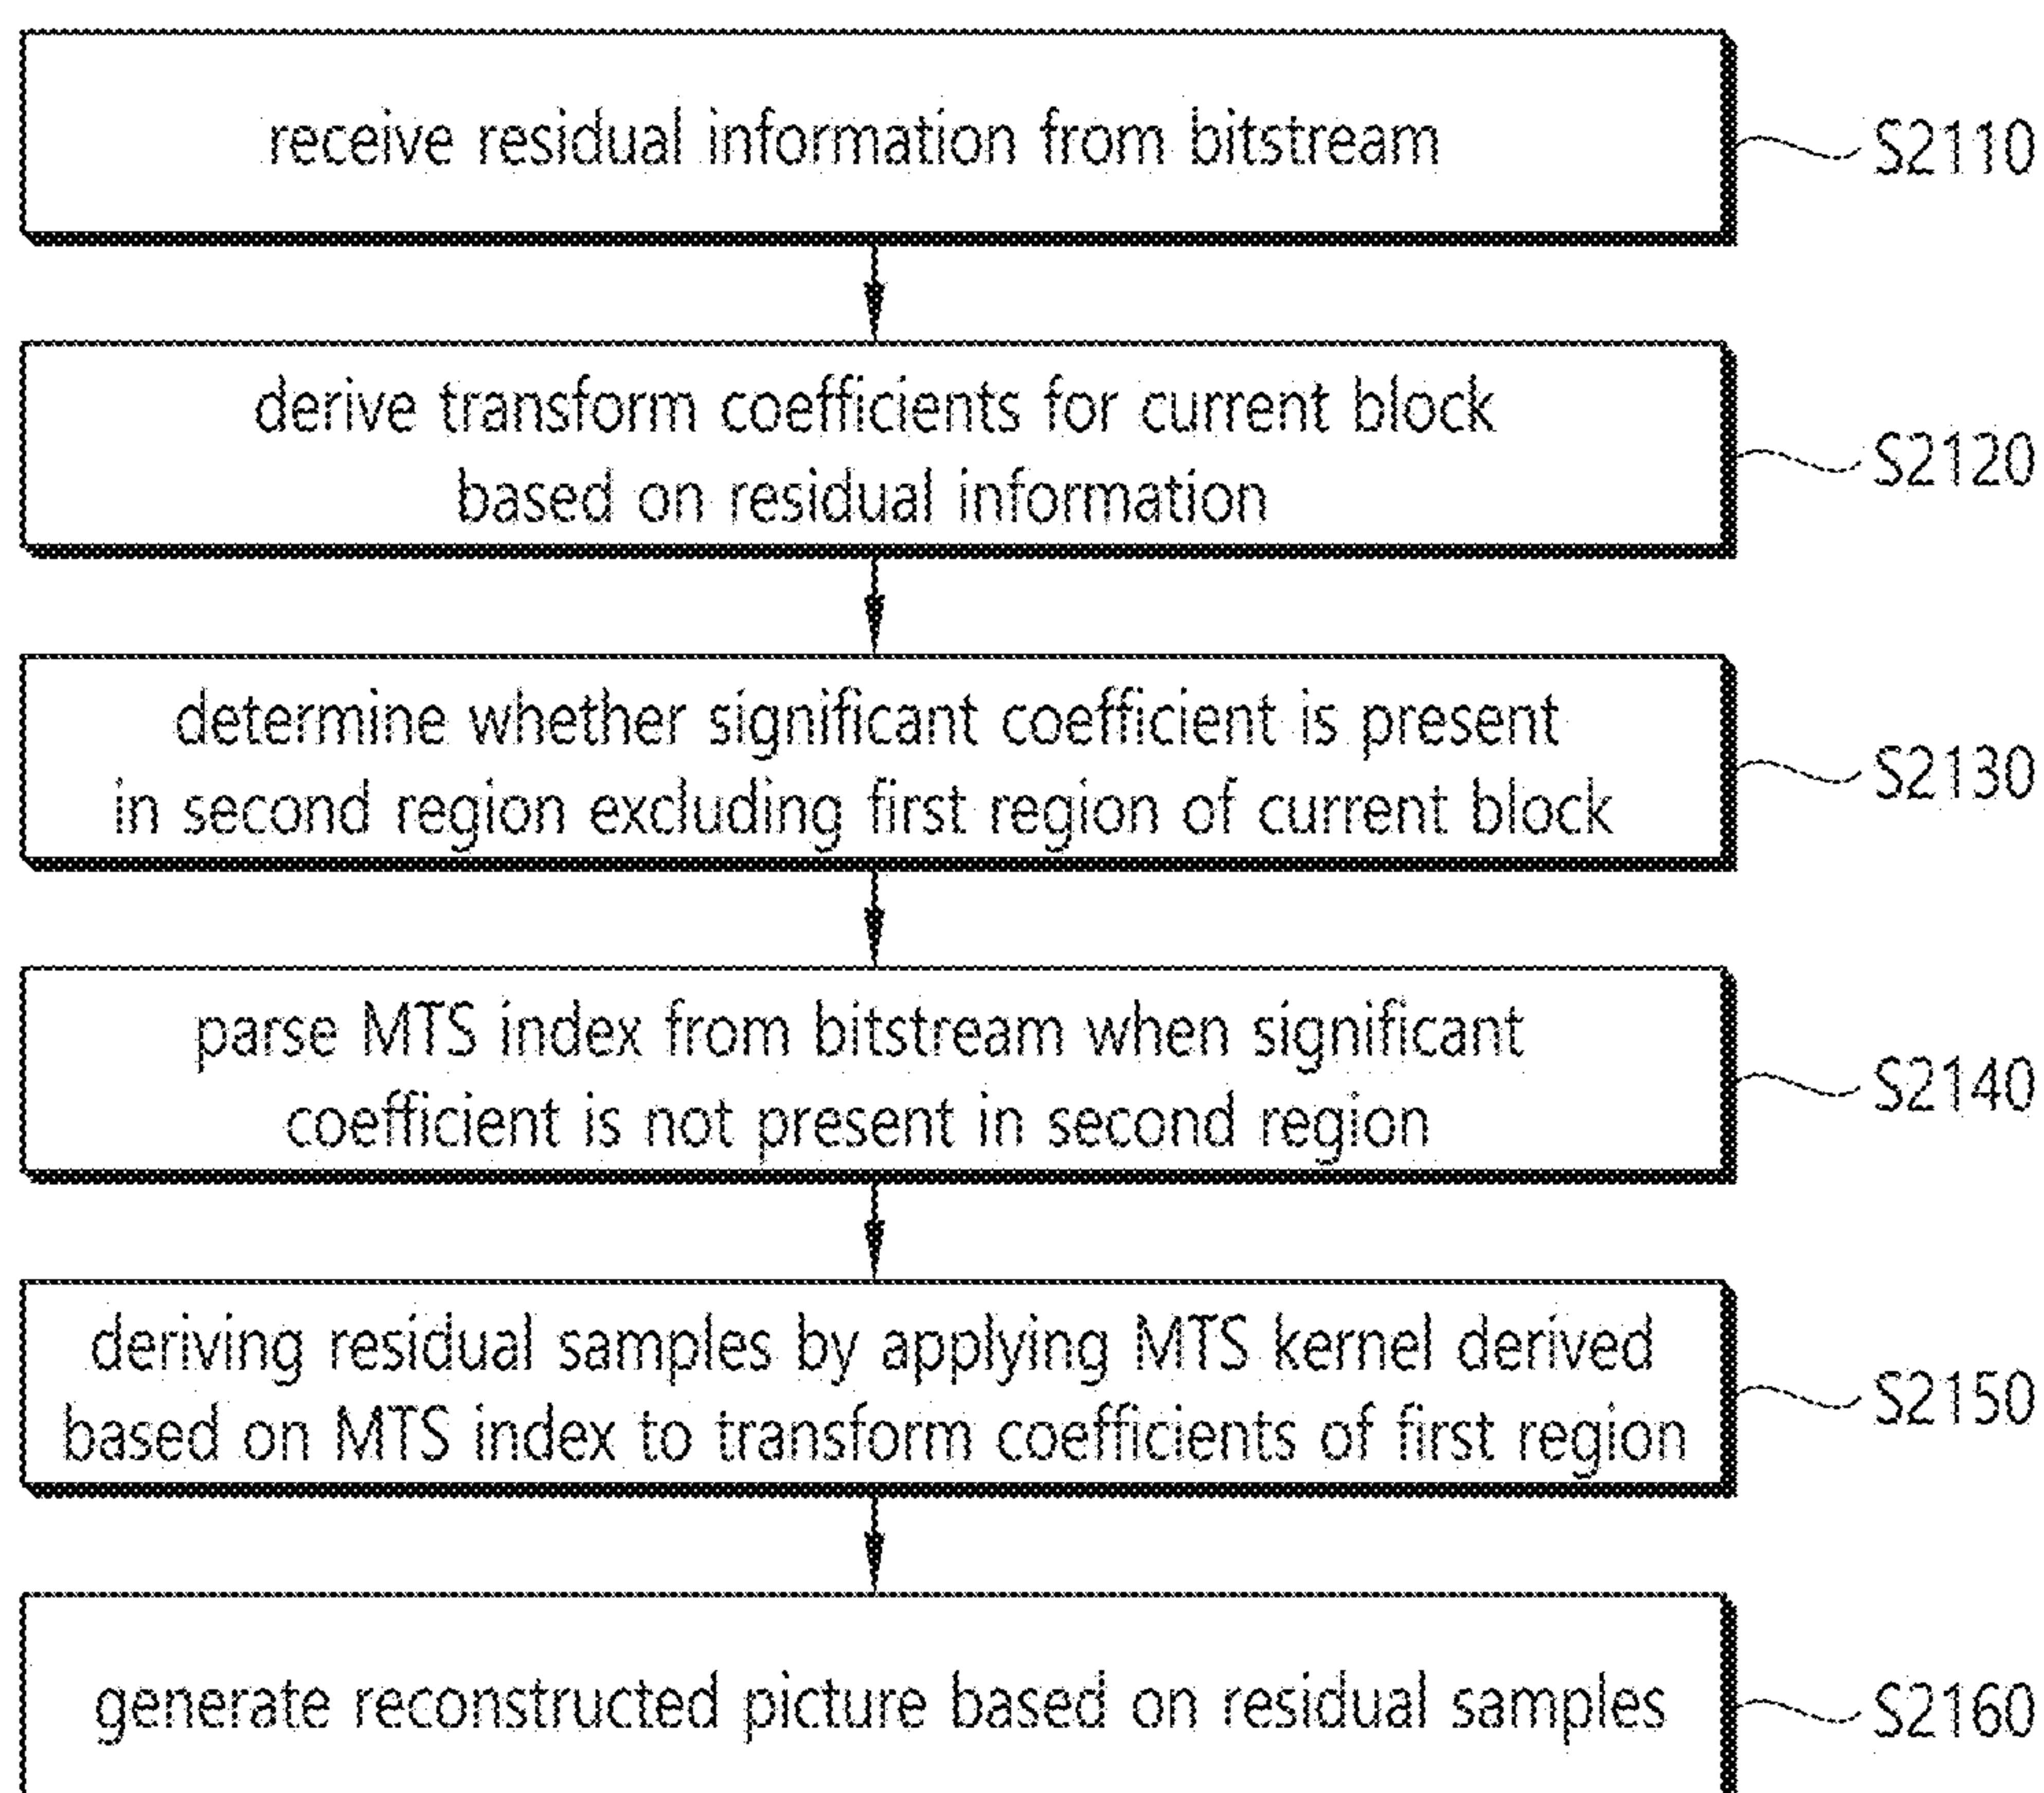 receive residual information from bitstream
S2110
derive transform coefficients for current block
based on residual information
S2120
determine whether significant coefficient is present
in second region excluding first region of current block
S2130
parse MTS index from bitstream when significant
coefficient is not present in second region
S2140
deriving residual samples by applying MTS kernel derived
based on MTS index to transform coefficients of first region
S2150
generate reconstructed picture based on residual samples
S2160